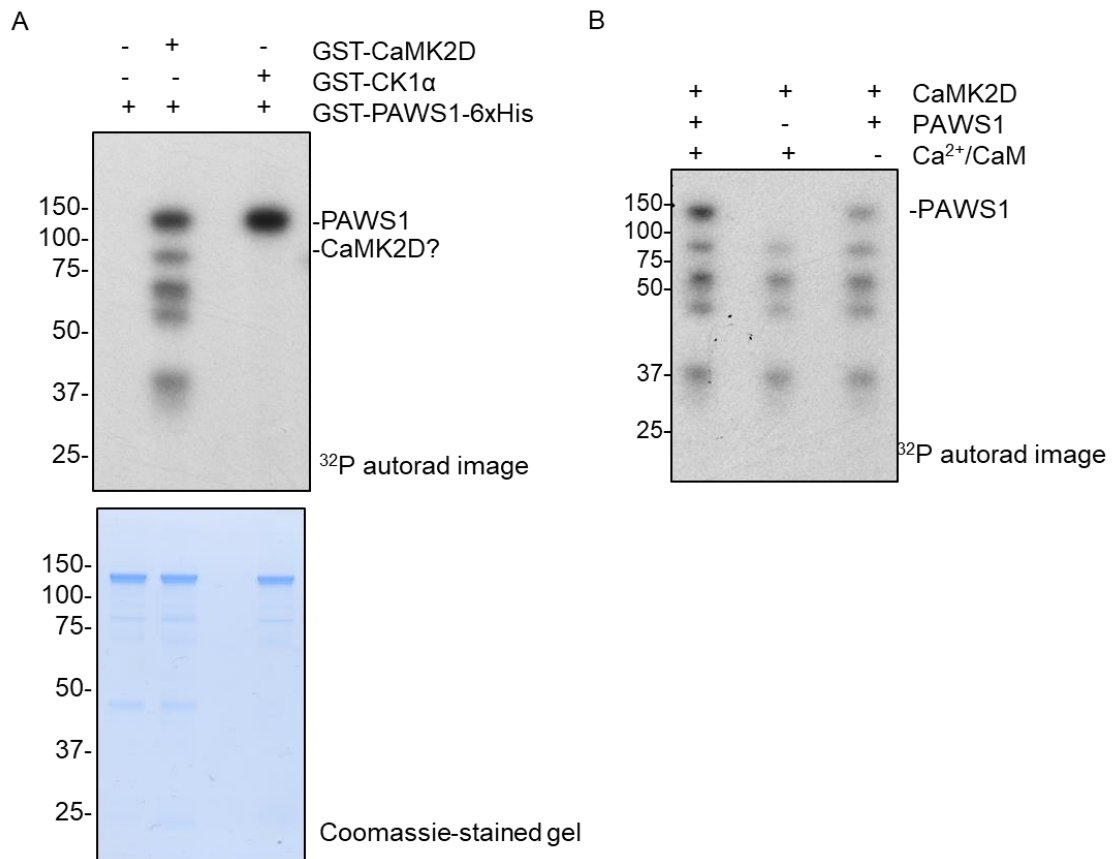 A
- + - GST-CaMK2D
- - + GST-CK1α
+ + + GST-PAWS1-6xHis
150-
100-
75-
50-
37-
25-
-PAWS1
-CaMK2D?
³²P autorad image
150-
100-
75-
50-
37-
25-
Coomassie-stained gel
B
+ + + CaMK2D
+ - + PAWS1
+ + - Ca²⁺/CaM
150-
100-
75-
50-
37-
25-
-PAWS1
³²P autorad image